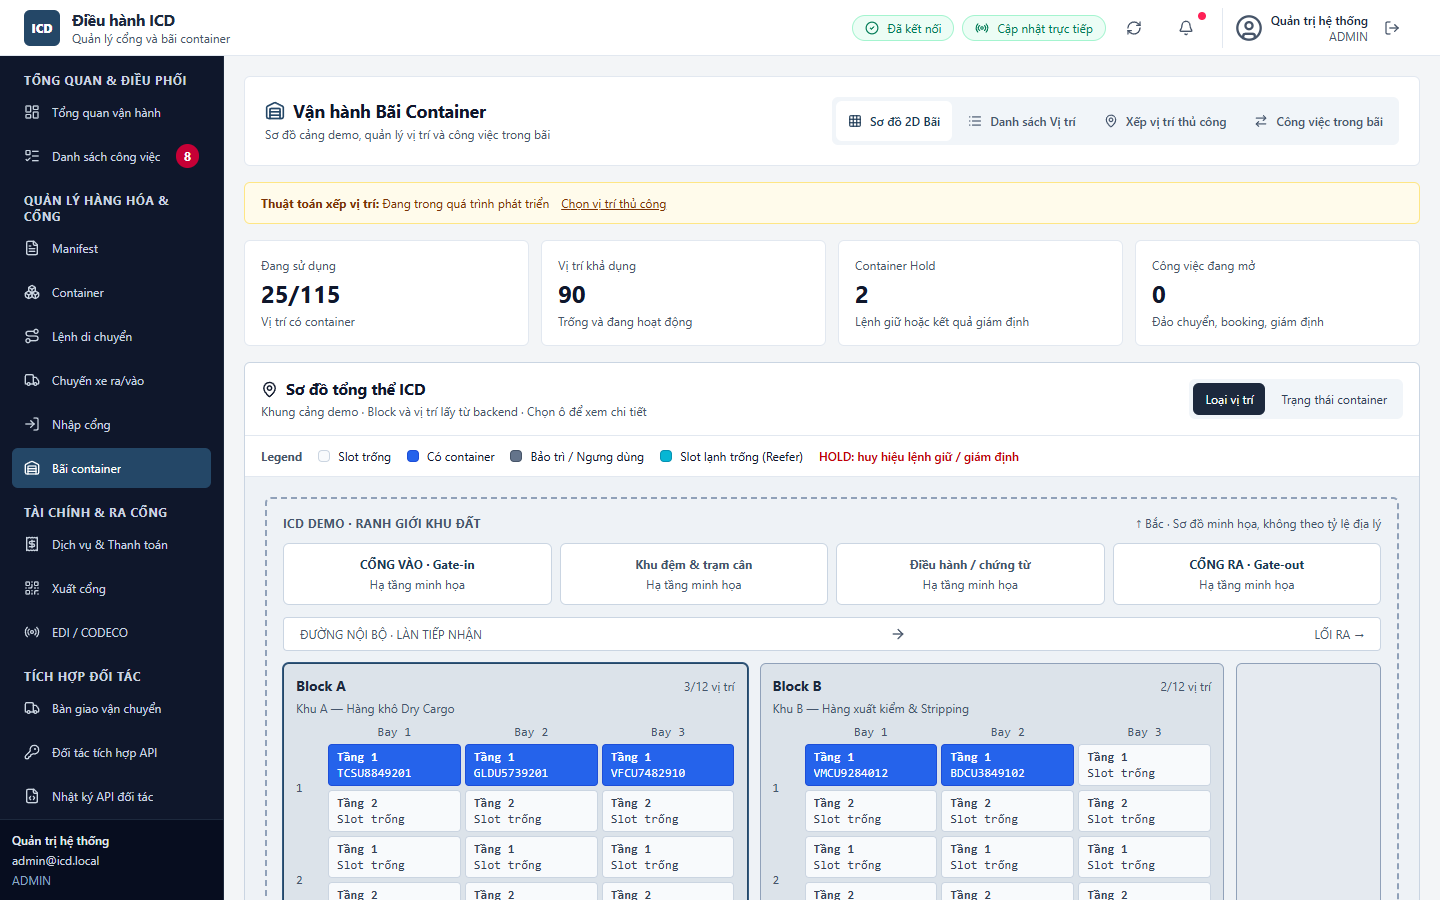 ICD
Điều hành ICD
Quản lý cổng và bãi container
Đã kết nối
Cập nhật trực tiếp
Quản trị hệ thống
ADMIN
TỔNG QUAN & ĐIỀU PHỐI
Tổng quan vận hành
Danh sách công việc
8
QUẢN LÝ HÀNG HÓA &
CỔNG
Manifest
Container
Lệnh di chuyển
Chuyến xe ra/vào
Nhập cổng
Bãi container
TÀI CHÍNH & RA CỔNG
Dịch vụ & Thanh toán
Xuất cổng
EDI / CODECO
TÍCH HỢP ĐỐI TÁC
Bàn giao vận chuyển
Đối tác tích hợp API
Nhật ký API đối tác
Quản trị hệ thống
admin@icd.local
ADMIN
Vận hành Bãi Container
Sơ đồ cảng demo, quản lý vị trí và công việc trong bãi
Sơ đồ 2D Bãi
Danh sách Vị trí
Xếp vị trí thủ công
Công việc trong bãi
Thuật toán xếp vị trí: Đang trong quá trình phát triển Chọn vị trí thủ công
Đang sử dụng
25/115
Vị trí có container
Vị trí khả dụng
90
Trống và đang hoạt động
Container Hold
2
Lệnh giữ hoặc kết quả giám định
Công việc đang mở
0
Đảo chuyển, booking, giám định
Sơ đồ tổng thể ICD
Khung cảng demo · Block và vị trí lấy từ backend · Chọn ô để xem chi tiết
Loại vị trí
Trạng thái container
Legend
Slot trống
Có container
Bảo trì / Ngưng dùng
Slot lạnh trống (Reefer)
HOLD: huy hiệu lệnh giữ / giám định
ICD DEMO · RANH GIỚI KHU ĐẤT
↑ Bắc · Sơ đồ minh họa, không theo tỷ lệ địa lý
CỔNG VÀO · Gate-in
Hạ tầng minh họa
Khu đệm & trạm cân
Hạ tầng minh họa
Điều hành / chứng từ
Hạ tầng minh họa
CỔNG RA · Gate-out
Hạ tầng minh họa
ĐƯỜNG NỘI BỘ · LÀN TIẾP NHẬN
→
LỐI RA →
Block A
3/12 vị trí
Khu A — Hàng khô Dry Cargo
Bay 1
Bay 2
Bay 3
1
Tầng 1
TCSU8849201
Tầng 1
GLDU5739201
Tầng 1
VFCU7482910
Tầng 2
Slot trống
Tầng 2
Slot trống
Tầng 2
Slot trống
2
Tầng 1
Slot trống
Tầng 1
Slot trống
Tầng 1
Slot trống
Tầng 2
Tầng 2
Tầng 2
Block B
2/12 vị trí
Khu B — Hàng xuất kiểm & Stripping
Bay 1
Bay 2
Bay 3
1
Tầng 1
VMCU9284012
Tầng 1
BDCU3849102
Tầng 1
Slot trống
Tầng 2
Slot trống
Tầng 2
Slot trống
Tầng 2
Slot trống
2
Tầng 1
Slot trống
Tầng 1
Slot trống
Tầng 1
Slot trống
Tầng 2
Tầng 2
Tầng 2